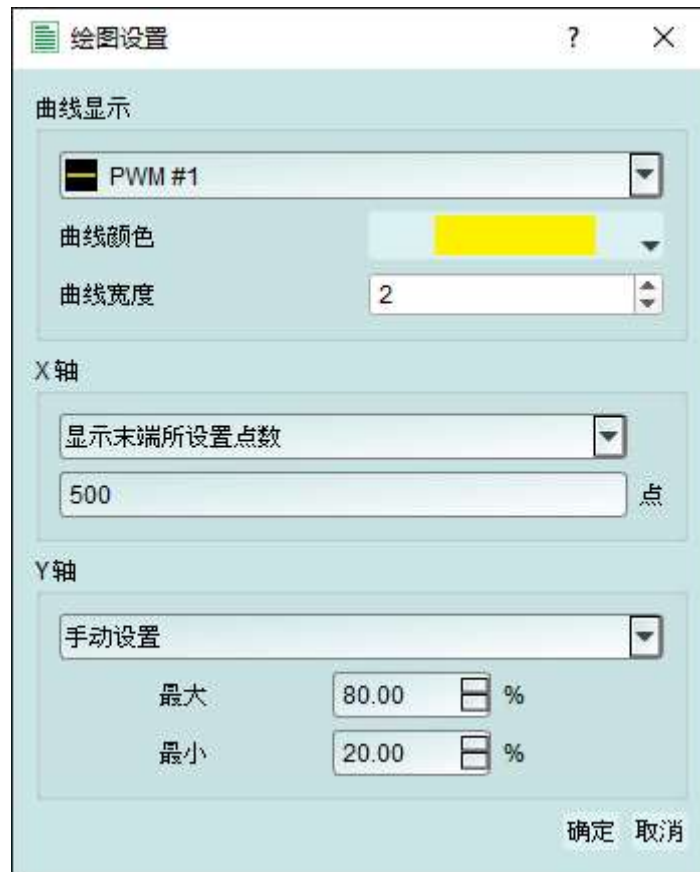 绘图设置 ?
曲线显示
PWM #1
曲线颜色
曲线宽度 2
X轴
显示末端所设置点数
500 点
Y轴
手动设置
最大 80.00 %
最小 20.00 %
确定 取消